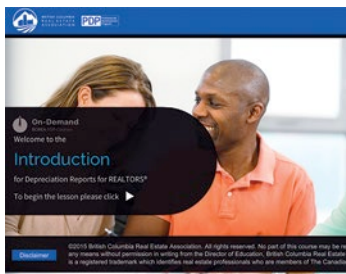 BRITISH COLUMBIA
REAL ESTATE
ASSOCIATION
PDP
On-Demand
Welcome to the
Introduction
for Depreciation Reports for REALTORS®
To begin the lesson please click
Disclaimer
©2015 British Columbia Real Estate Association. All rights reserved. No part of this course may be re
any means without permission in writing from the Director of Education, British Columbia Real Estate
is a registered trademark which identifies real estate professionals who are members of The Canadia